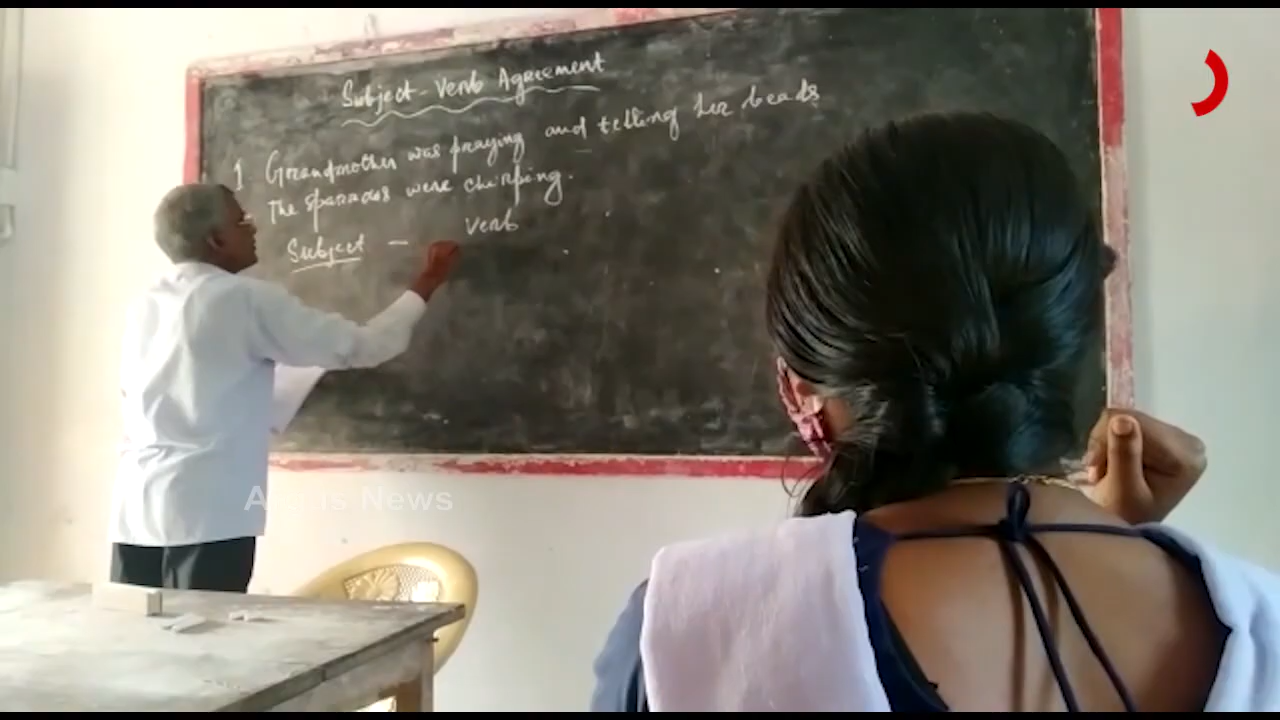 Subject-Verb Agreement
1 Grandmother was praying and telling her beads
The sparrows were chirping.
Subject - Verb
News